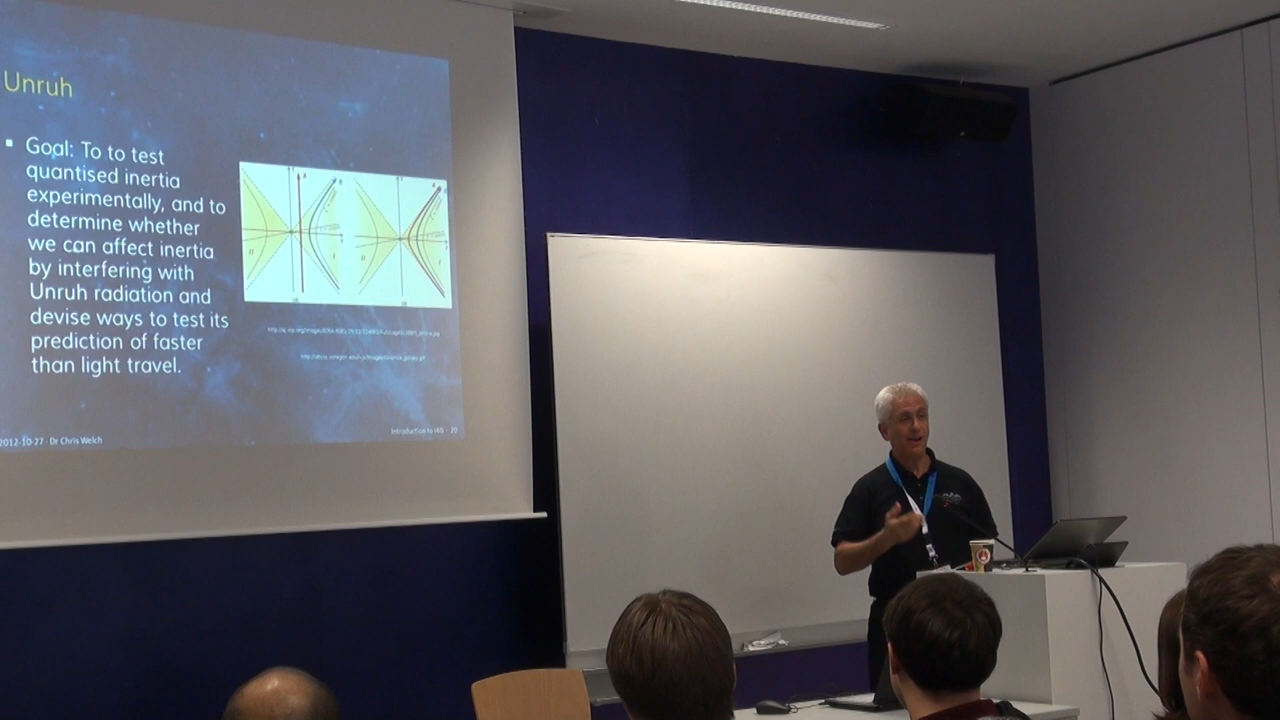 Unruh
▪ Goal: To to test
quantised inertia
experimentally, and to
determine whether
we can affect inertia
by interfering with
Unruh radiation and
devise ways to test its
prediction of faster
than light travel.
2012-10-27 - Dr Chris Welch
Introduction to I4IS - 20